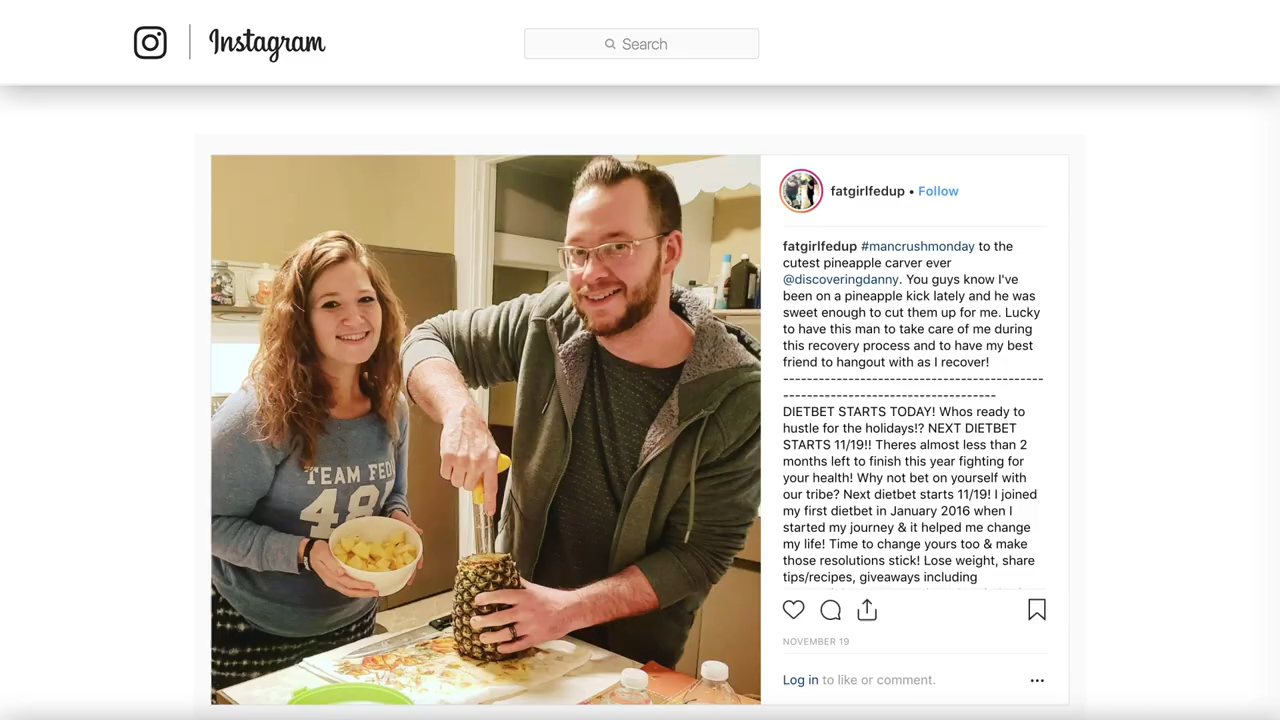 Instagram
Search
fatgirlfedup • Follow
fatgirlfedup #mancrushmonday to the
cutest pineapple carver ever
@discoveringdanny. You guys know I've
been on a pineapple kick lately and he was
sweet enough to cut them up for me. Lucky
to have this man to take care of me during
this recovery process and to have my best
friend to hangout with as I recover!
--------------------------------------------
------------------------------------
DIETBET STARTS TODAY! Whos ready to
hustle for the holidays!? NEXT DIETBET
STARTS 11/19!! Theres almost less than 2
months left to finish this year fighting for
your health! Why not bet on yourself with
our tribe? Next dietbet starts 11/19! I joined
my first dietbet in January 2016 when I
started my journey & it helped me change
my life! Time to change yours too & make
those resolutions stick! Lose weight, share
tips/recipes, giveaways including
TEAM FEDU
485
NOVEMBER 19
Log in to like or comment.